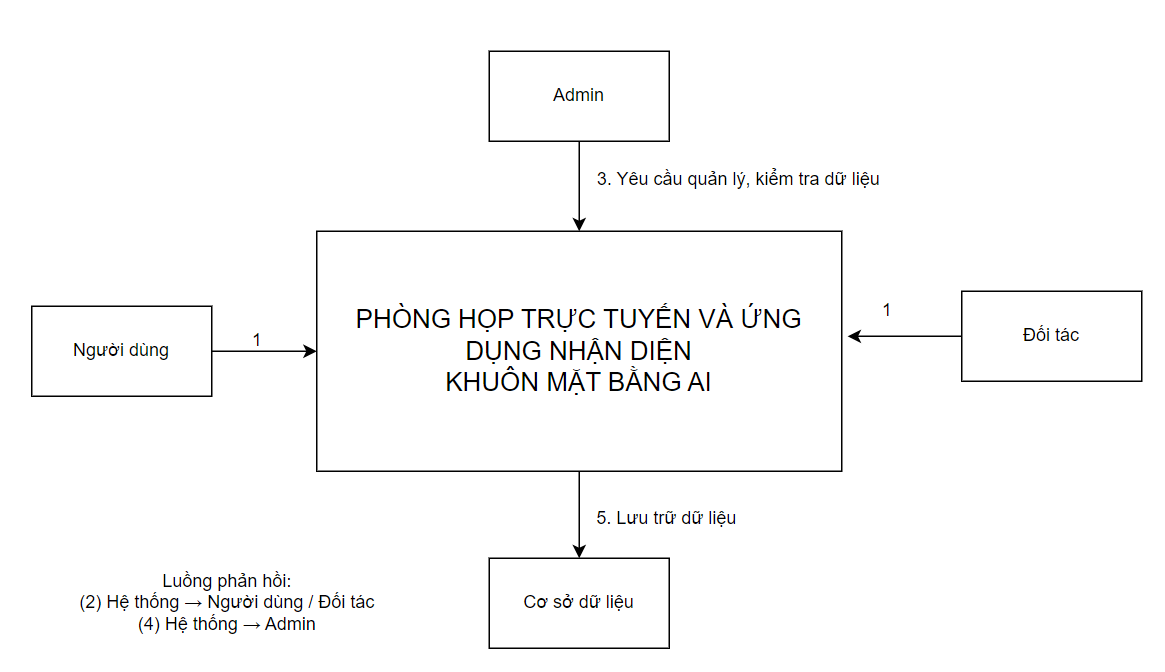 Admin
3. Yêu cầu quản lý, kiểm tra dữ liệu
PHÒNG HỌP TRỰC TUYẾN VÀ ỨNG
DỤNG NHẬN DIỆN
KHUÔN MẶT BẰNG AI
Người dùng
1
1
Đối tác
5. Lưu trữ dữ liệu
Cơ sở dữ liệu
Luồng phản hồi:
(2) Hệ thống → Người dùng / Đối tác
(4) Hệ thống → Admin